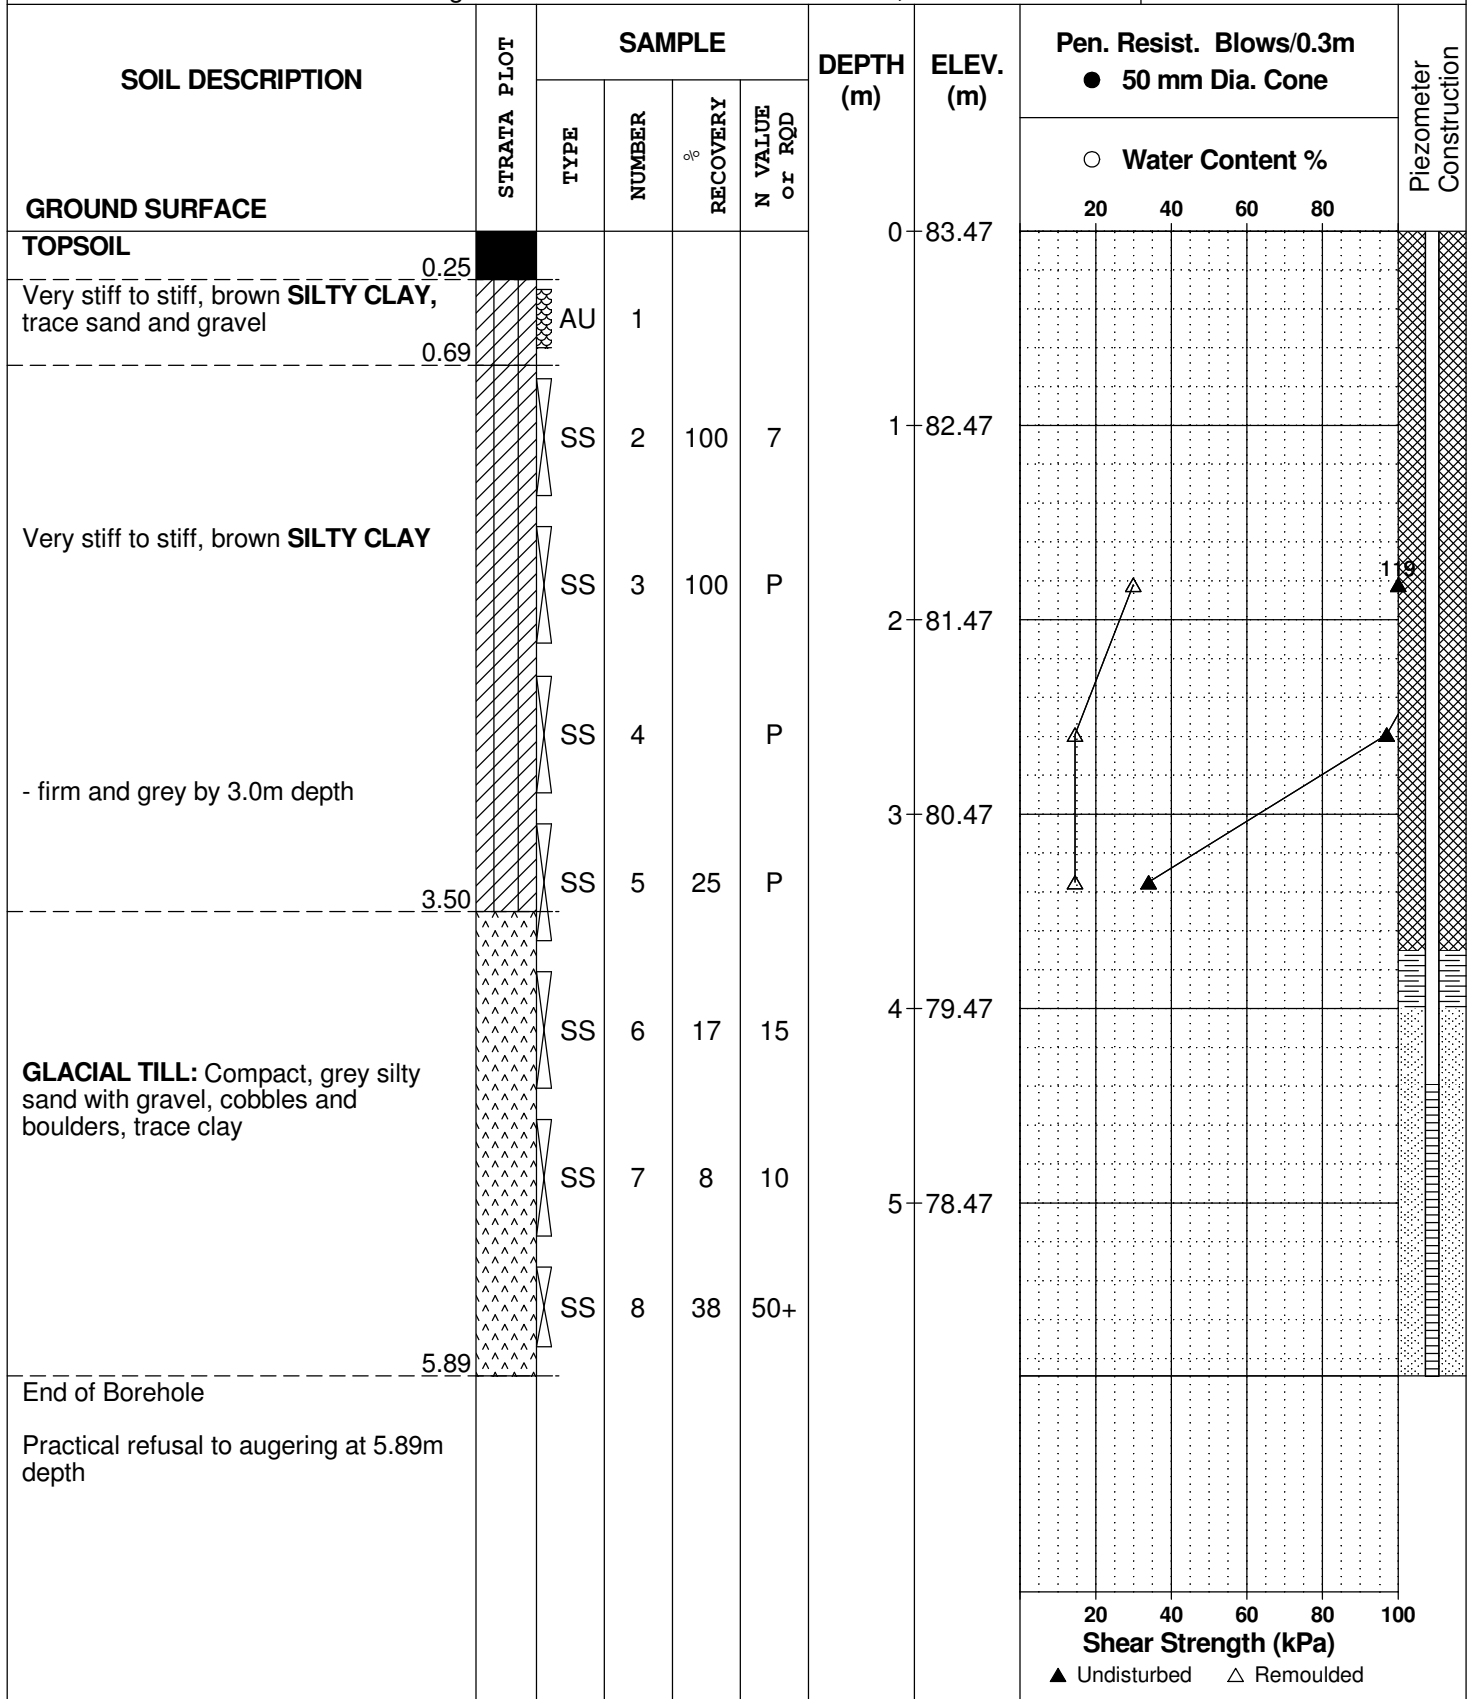 SOIL DESCRIPTION
GROUND SURFACE
STRATA PLOT
SAMPLE
TYPE
NUMBER
% RECOVERY
N VALUE or RQD
DEPTH (m)
ELEV. (m)
Pen. Resist. Blows/0.3m
● 50 mm Dia. Cone
○ Water Content %
20 40 60 80
Piezometer Construction
TOPSOIL
0.25
0 83.47
Very stiff to stiff, brown SILTY CLAY,
trace sand and gravel
0.69
AU 1
SS 2 100 7
1 82.47
Very stiff to stiff, brown SILTY CLAY
SS 3 100 P
119
2 81.47
SS 4 P
- firm and grey by 3.0m depth
3 80.47
SS 5 25 P
3.50
4 79.47
SS 6 17 15
GLACIAL TILL: Compact, grey silty
sand with gravel, cobbles and
boulders, trace clay
SS 7 8 10
5 78.47
SS 8 38 50+
5.89
End of Borehole
Practical refusal to augering at 5.89m
depth
20 40 60 80 100
Shear Strength (kPa)
▲ Undisturbed △ Remoulded